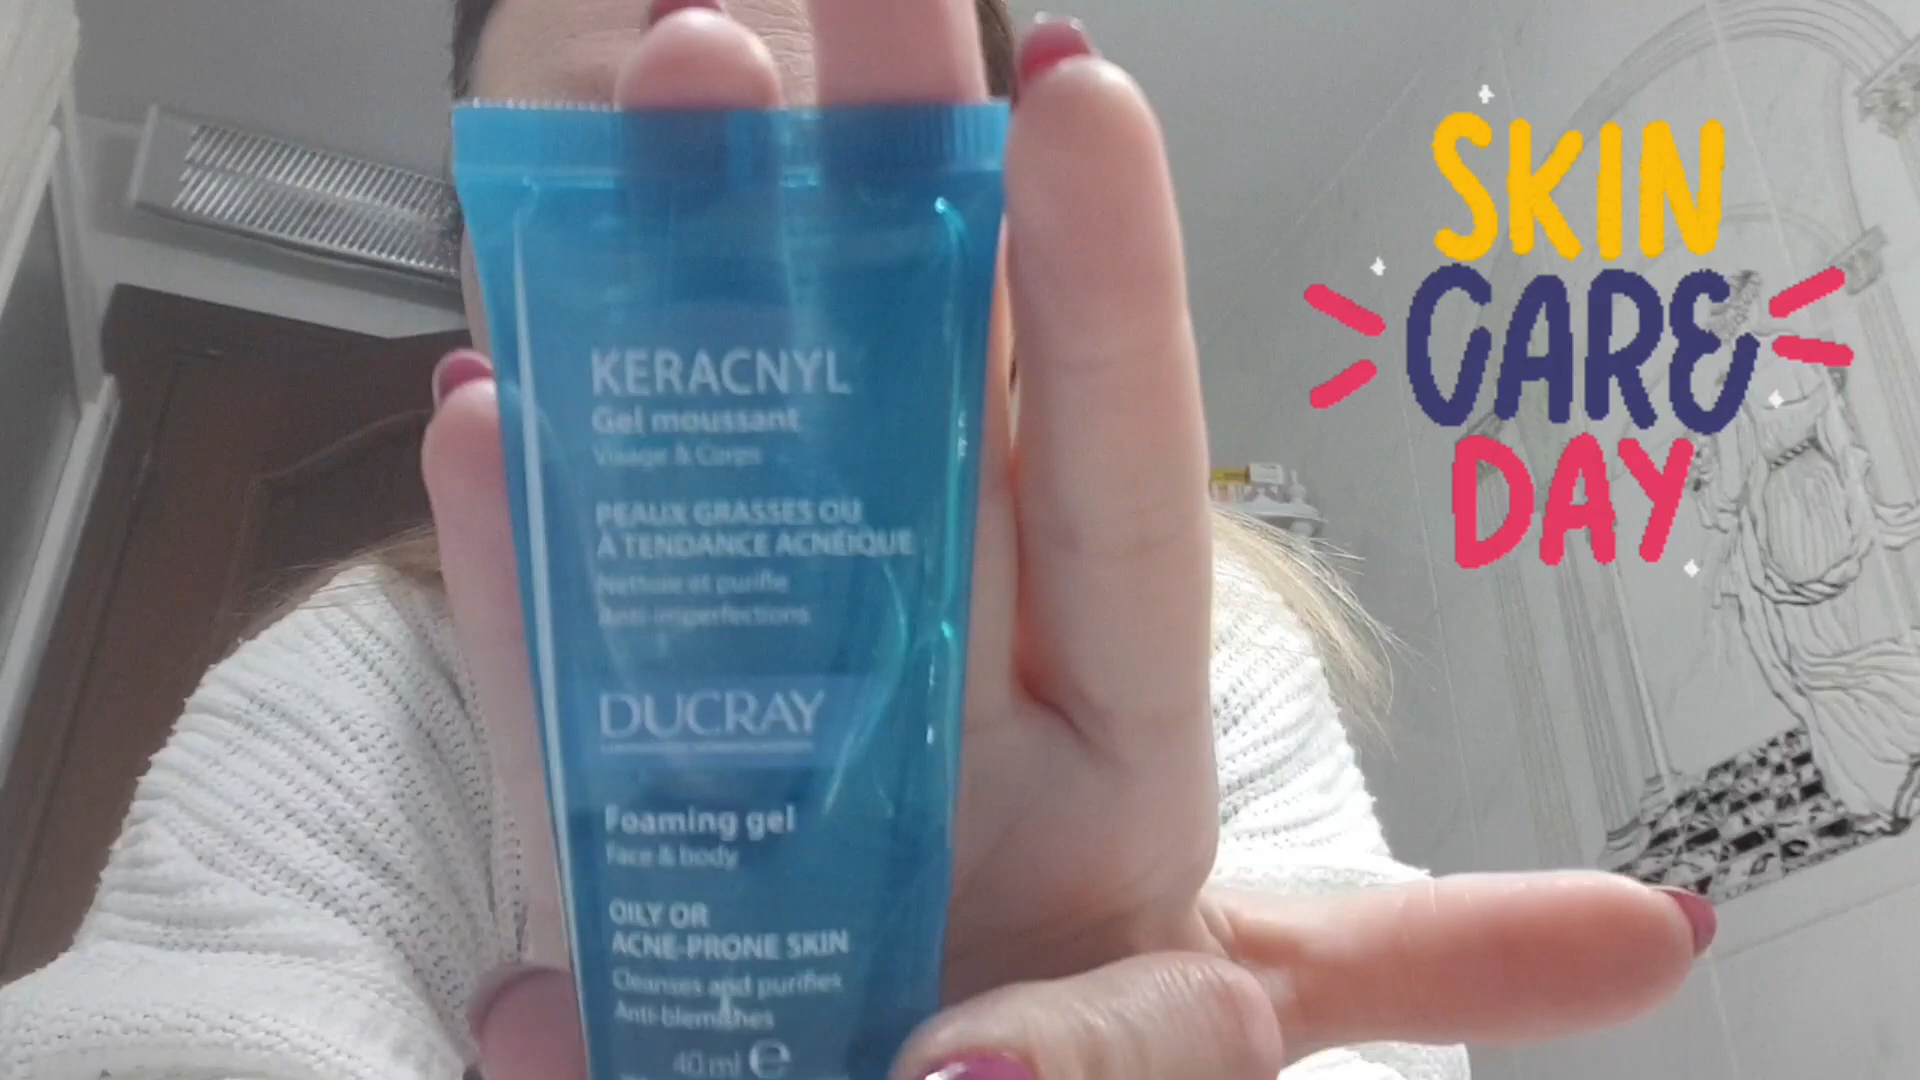 KERACNYL
Gel moussant
Visage & Corps
PEAUX GRASSES OU
À TENDANCE ACNÉIQUE
Nettoie et purifie
Anti-imperfections
DUCRAY
Foaming gel
Face & body
OILY OR
ACNE-PRONE SKIN
Cleanses and purifies
Anti-blemishes
40 ml e
SKIN
CARE
DAY